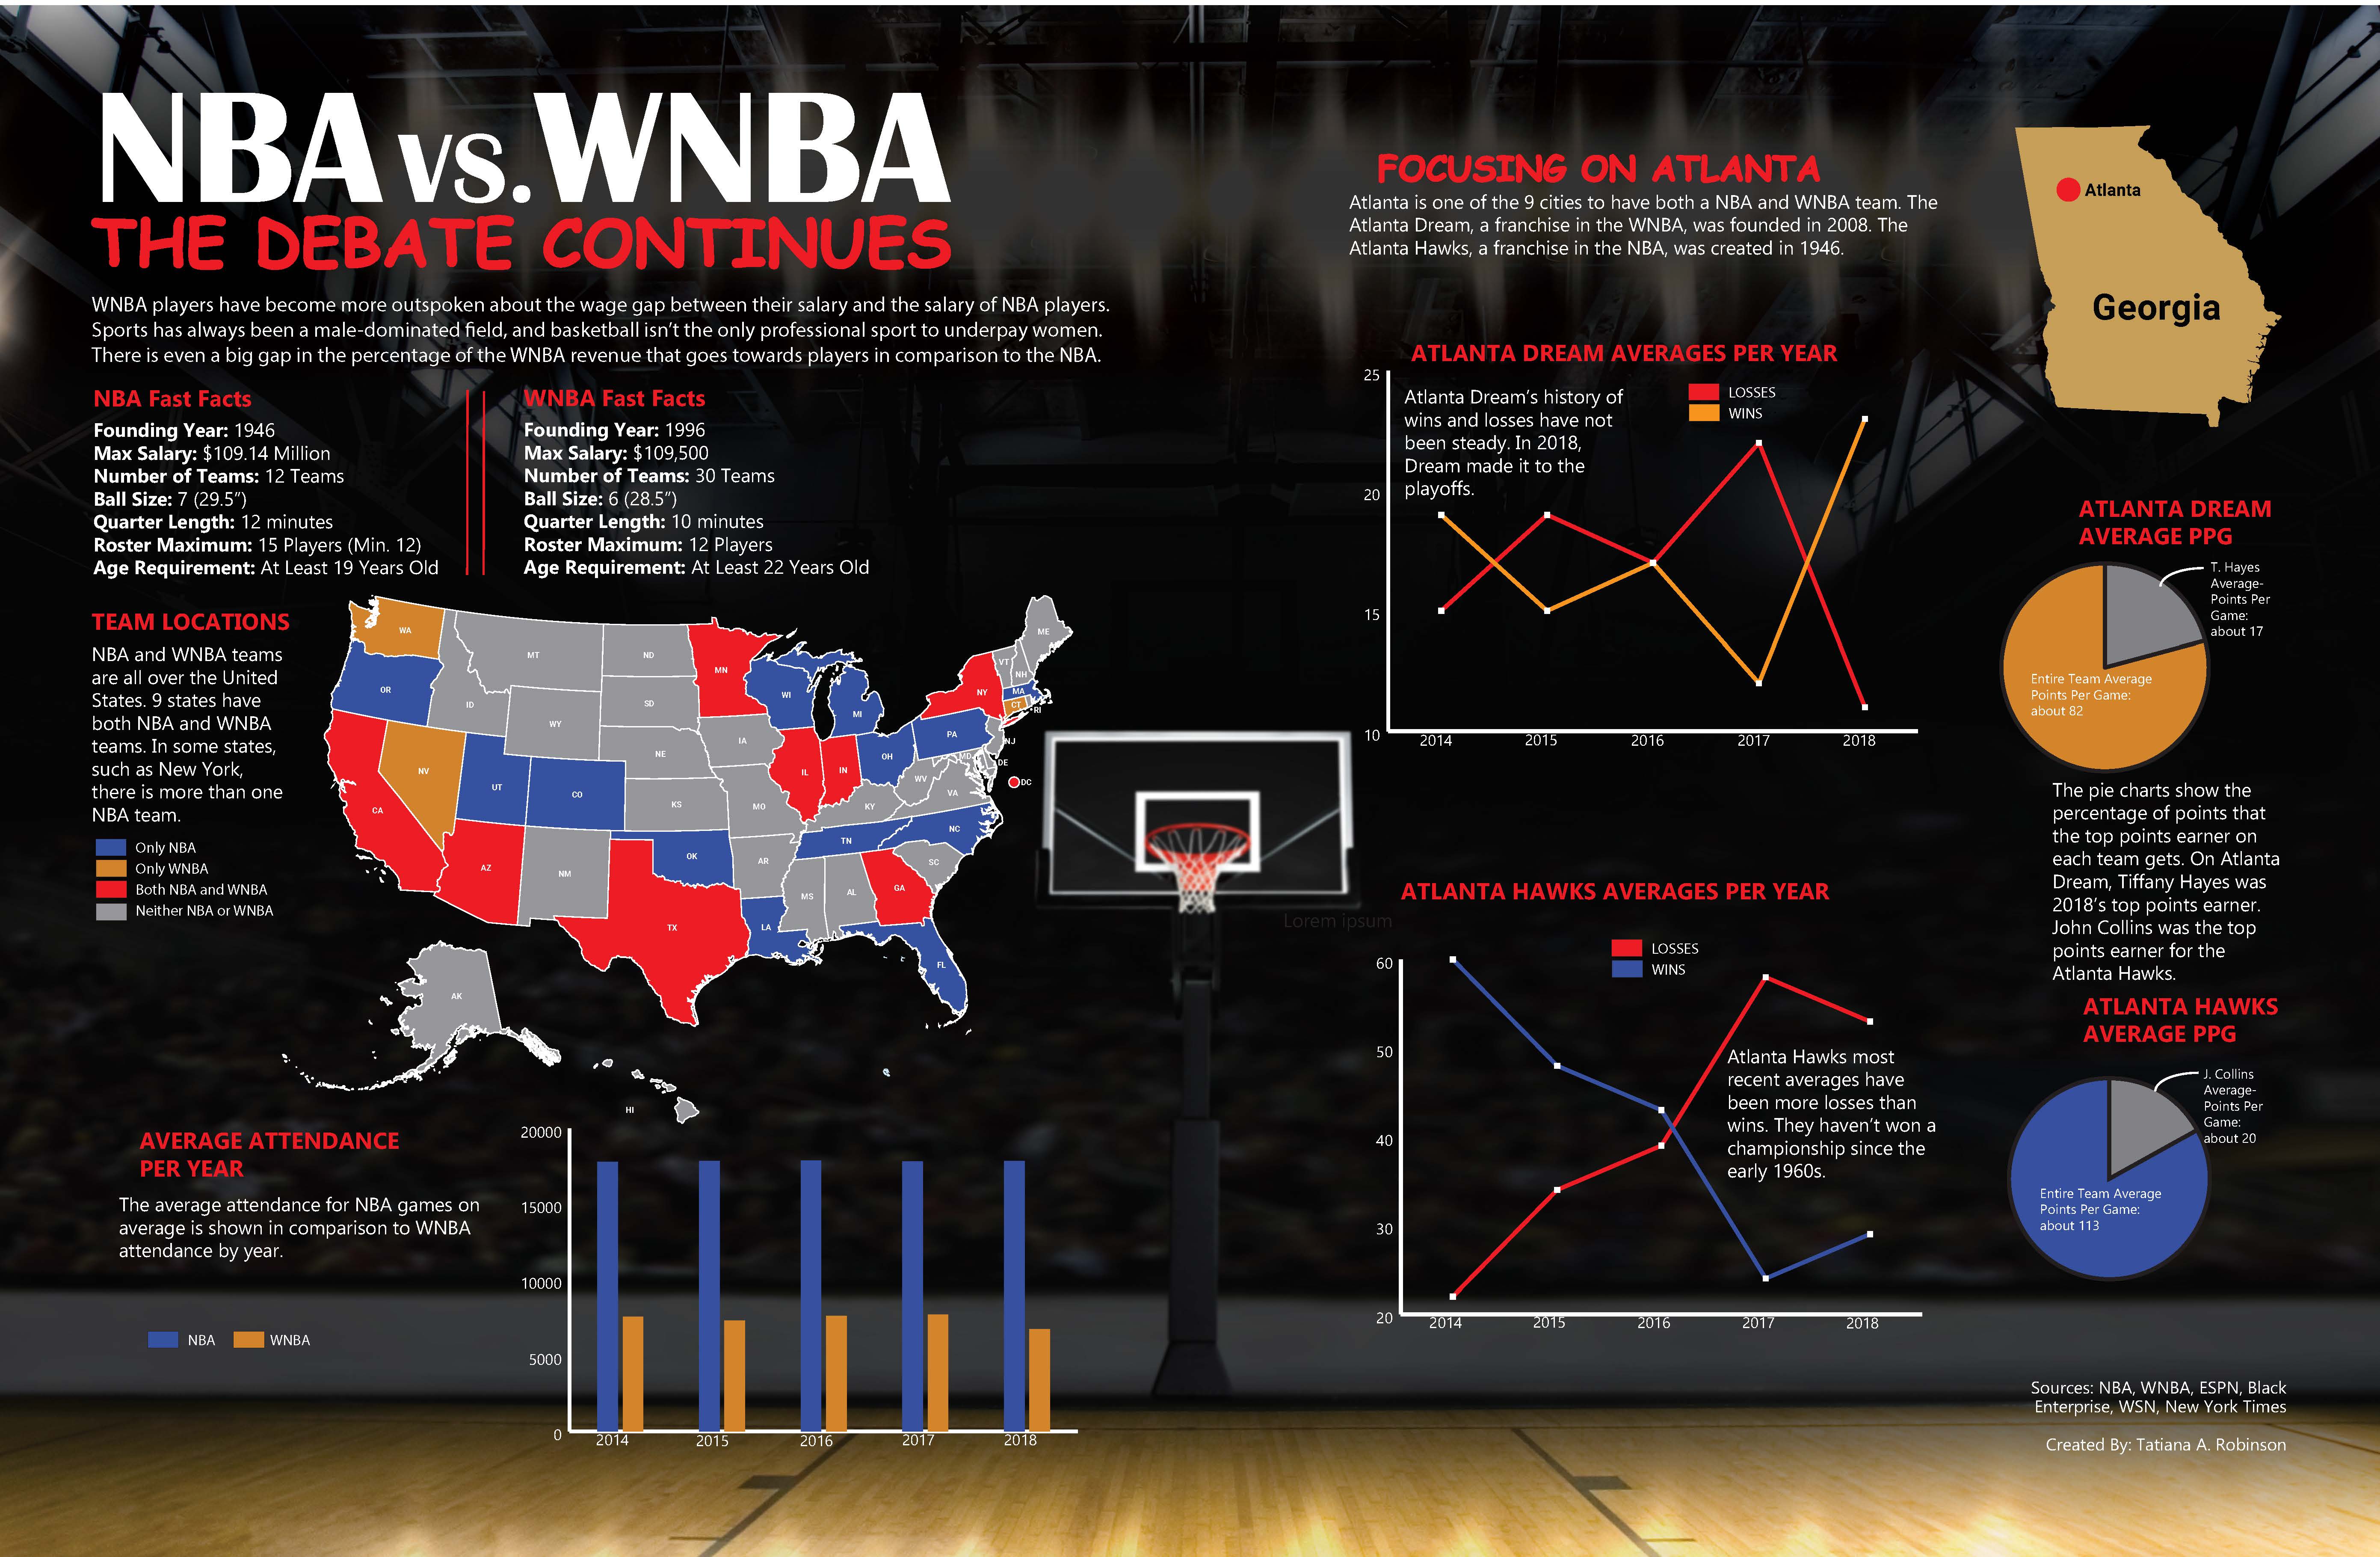 NBA vs. WNBA
THE DEBATE CONTINUES
WNBA players have become more outspoken about the wage gap between their salary and the salary of NBA players.
Sports has always been a male-dominated field, and basketball isn't the only professional sport to underpay women.
There is even a big gap in the percentage of the WNBA revenue that goes towards players in comparison to the NBA.
NBA Fast Facts
Founding Year: 1946
Max Salary: $109.14 Million
Number of Teams: 12 Teams
Ball Size: 7 (29.5”)
Quarter Length: 12 minutes
Roster Maximum: 15 Players (Min. 12)
Age Requirement: At Least 19 Years Old
WNBA Fast Facts
Founding Year: 1996
Max Salary: $109,500
Number of Teams: 30 Teams
Ball Size: 6 (28.5”)
Quarter Length: 10 minutes
Roster Maximum: 12 Players
Age Requirement: At Least 22 Years Old
TEAM LOCATIONS
NBA and WNBA teams
are all over the United
States. 9 states have
both NBA and WNBA
teams. In some states,
such as New York,
there is more than one
NBA team.
Only NBA
Only WNBA
Both NBA and WNBA
Neither NBA or WNBA
WA
MT
ND
MN
ME
OR
ID
WY
SD
WI
MI
NY
VT
NH
MA
CT
RI
NV
UT
CO
NE
IA
IL
IN
OH
PA
NJ
MD
DE
DC
CA
AZ
NM
KS
MO
KY
WV
VA
OK
AR
TN
NC
SC
TX
LA
MS
AL
GA
FL
AK
HI
AVERAGE ATTENDANCE
PER YEAR
The average attendance for NBA games on
average is shown in comparison to WNBA
attendance by year.
NBA
WNBA
20000
15000
10000
5000
0
2014
2015
2016
2017
2018
FOCUSING ON ATLANTA
Atlanta is one of the 9 cities to have both a NBA and WNBA team. The
Atlanta Dream, a franchise in the WNBA, was founded in 2008. The
Atlanta Hawks, a franchise in the NBA, was created in 1946.
Atlanta
Georgia
ATLANTA DREAM AVERAGES PER YEAR
Atlanta Dream's history of
wins and losses have not
been steady. In 2018,
Dream made it to the
playoffs.
LOSSES
WINS
25
20
15
10
2014
2015
2016
2017
2018
ATLANTA DREAM
AVERAGE PPG
T. Hayes
Average-
Points Per
Game:
about 17
Entire Team Average
Points Per Game:
about 82
The pie charts show the
percentage of points that
the top points earner on
each team gets. On Atlanta
Dream, Tiffany Hayes was
2018's top points earner.
John Collins was the top
points earner for the
Atlanta Hawks.
Lorem ipsum
ATLANTA HAWKS AVERAGES PER YEAR
LOSSES
WINS
Atlanta Hawks most
recent averages have
been more losses than
wins. They haven't won a
championship since the
early 1960s.
60
50
40
30
20
2014
2015
2016
2017
2018
ATLANTA HAWKS
AVERAGE PPG
J. Collins
Average-
Points Per
Game:
about 20
Entire Team Average
Points Per Game:
about 113
Sources: NBA, WNBA, ESPN, Black
Enterprise, WSN, New York Times
Created By: Tatiana A. Robinson